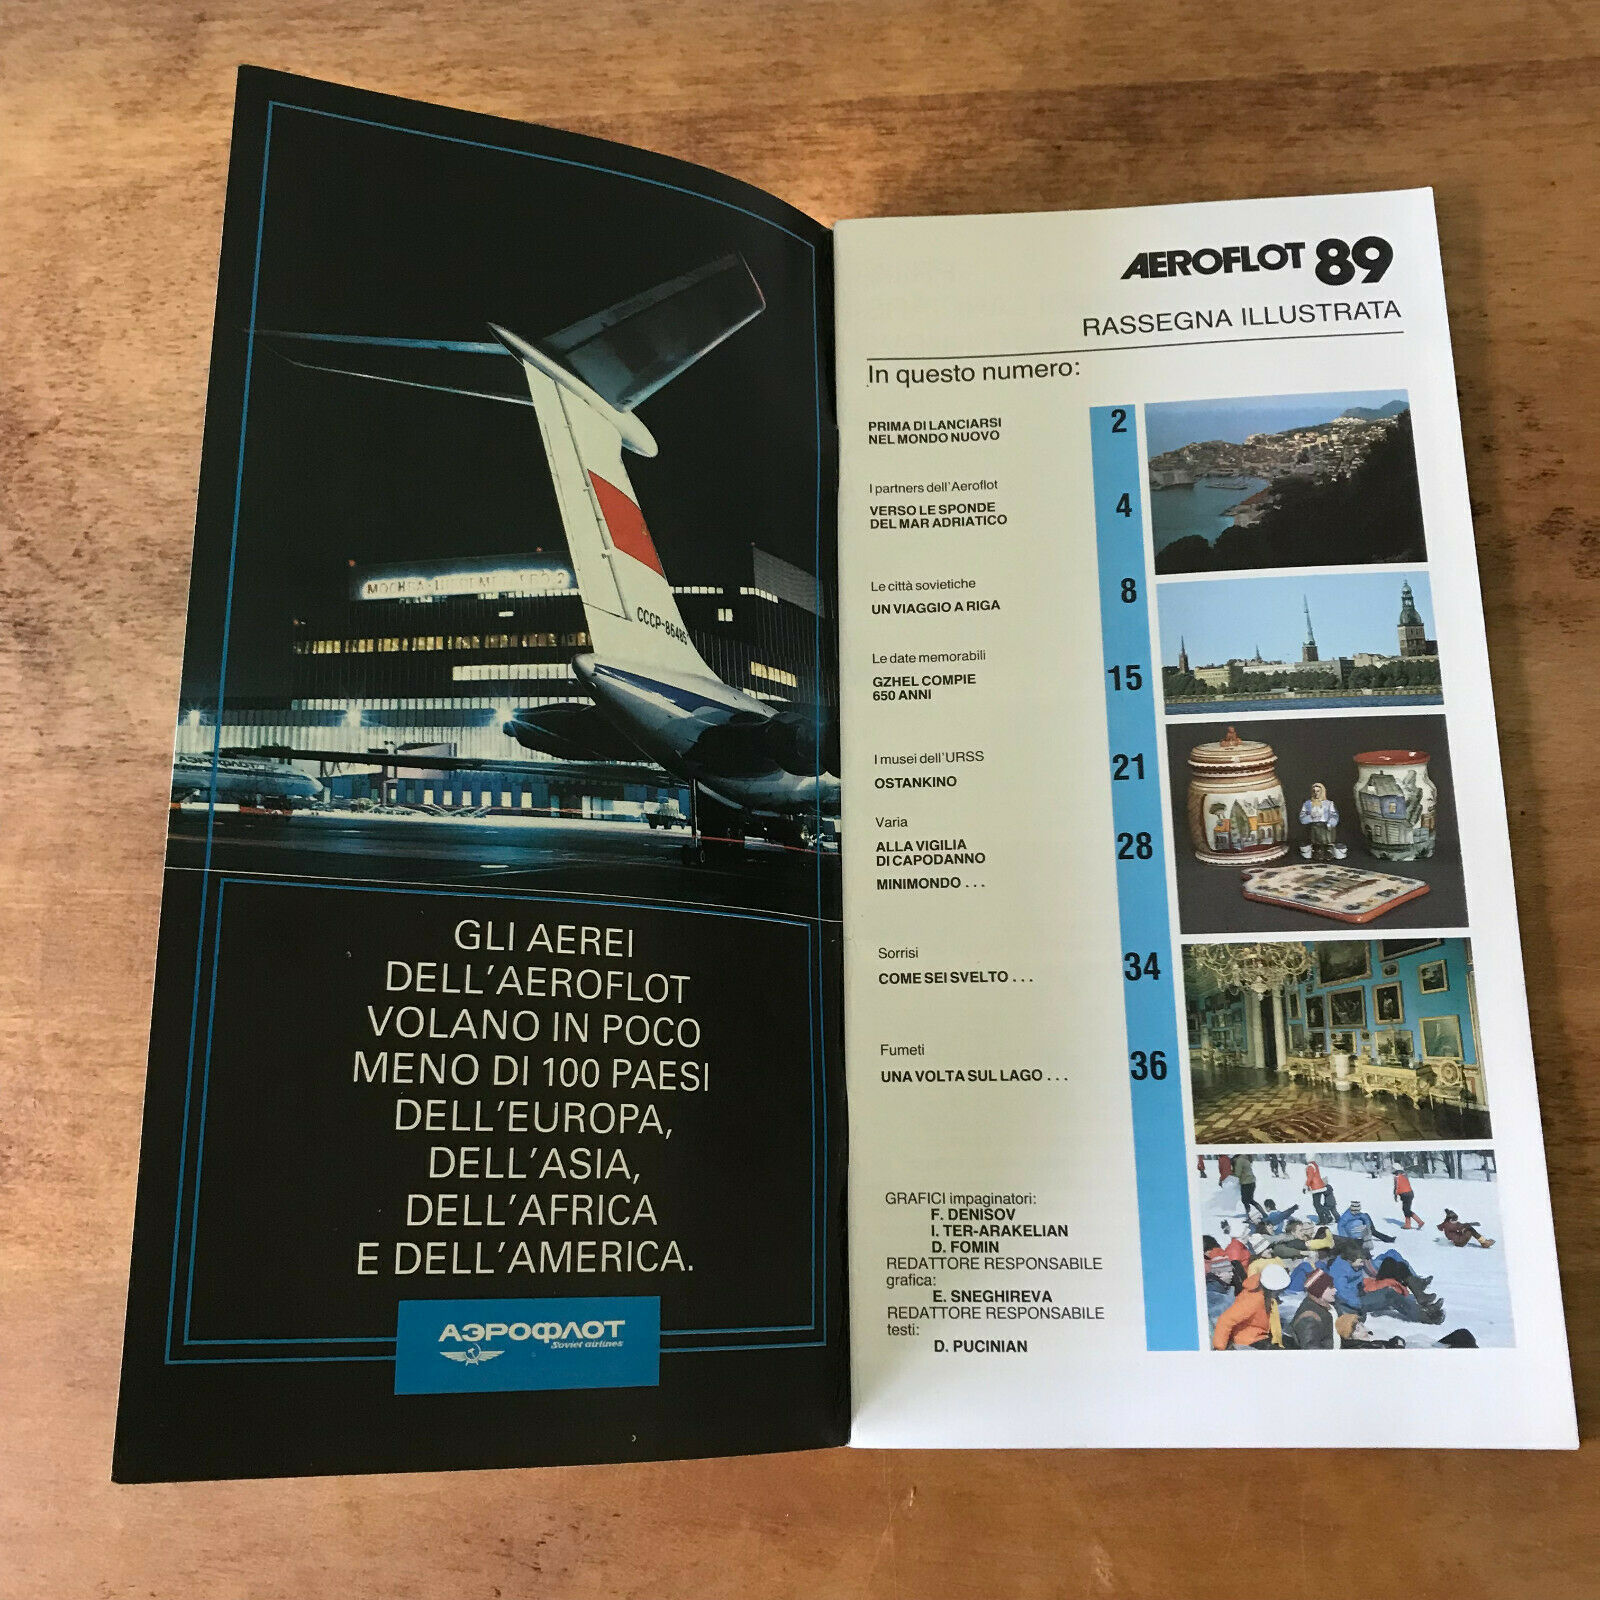 МОСКВА-ШЕРЕМЕТЬЕВО-2
СССР-86485
GLI AEREI
DELL'AEROFLOT
VOLANO IN POCO
MENO DI 100 PAESI
DELL'EUROPA,
DELL'ASIA,
DELL'AFRICA
E DELL'AMERICA.
АЭРОФЛОТ
Soviet airlines
AEROFLOT 89
RASSEGNA ILLUSTRATA
In questo numero:
PRIMA DI LANCIARSI
NEL MONDO NUOVO
2
I partners dell'Aeroflot
VERSO LE SPONDE
DEL MAR ADRIATICO
4
Le città sovietiche
UN VIAGGIO A RIGA
8
Le date memorabili
GZHEL COMPIE
650 ANNI
15
I musei dell'URSS
OSTANKINO
21
Varia
ALLA VIGILIA
DI CAPODANNO
28
MINIMONDO . . .
Sorrisi
COME SEI SVELTO . . .
34
Fumeti
UNA VOLTA SUL LAGO . . .
36
GRAFICI impaginatori:
F. DENISOV
I. TER-ARAKELIAN
D. FOMIN
REDATTORE RESPONSABILE
grafica:
E. SNEGHIREVA
REDATTORE RESPONSABILE
testi:
D. PUCINIAN